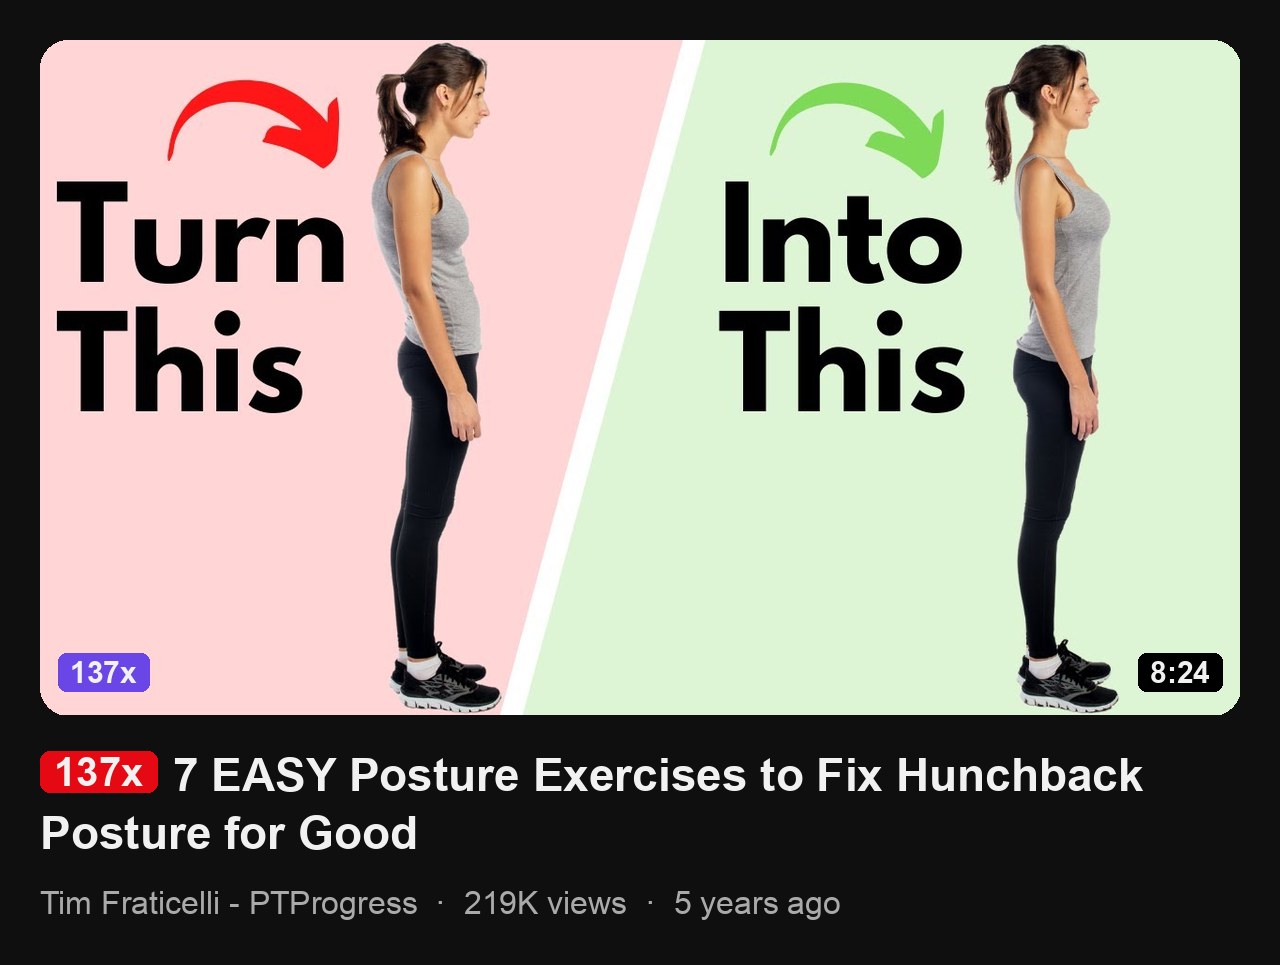 Turn
This
Into
This
137x
8:24
137x 7 EASY Posture Exercises to Fix Hunchback
Posture for Good
Tim Fraticelli - PTProgress · 219K views · 5 years ago